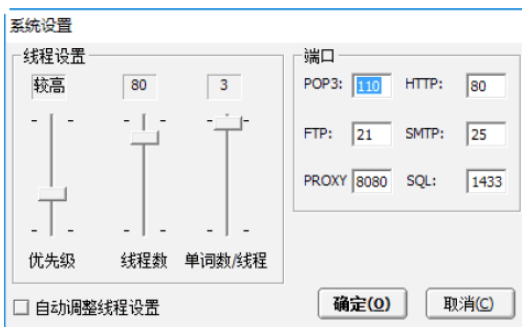 系统设置
线程设置
较高 80 3
优先级 线程数 单词数/线程
自动调整线程设置
端口
POP3: 110 HTTP: 80
FTP: 21 SMTP: 25
PROXY 8080 SQL: 1433
确定(O) 取消(C)